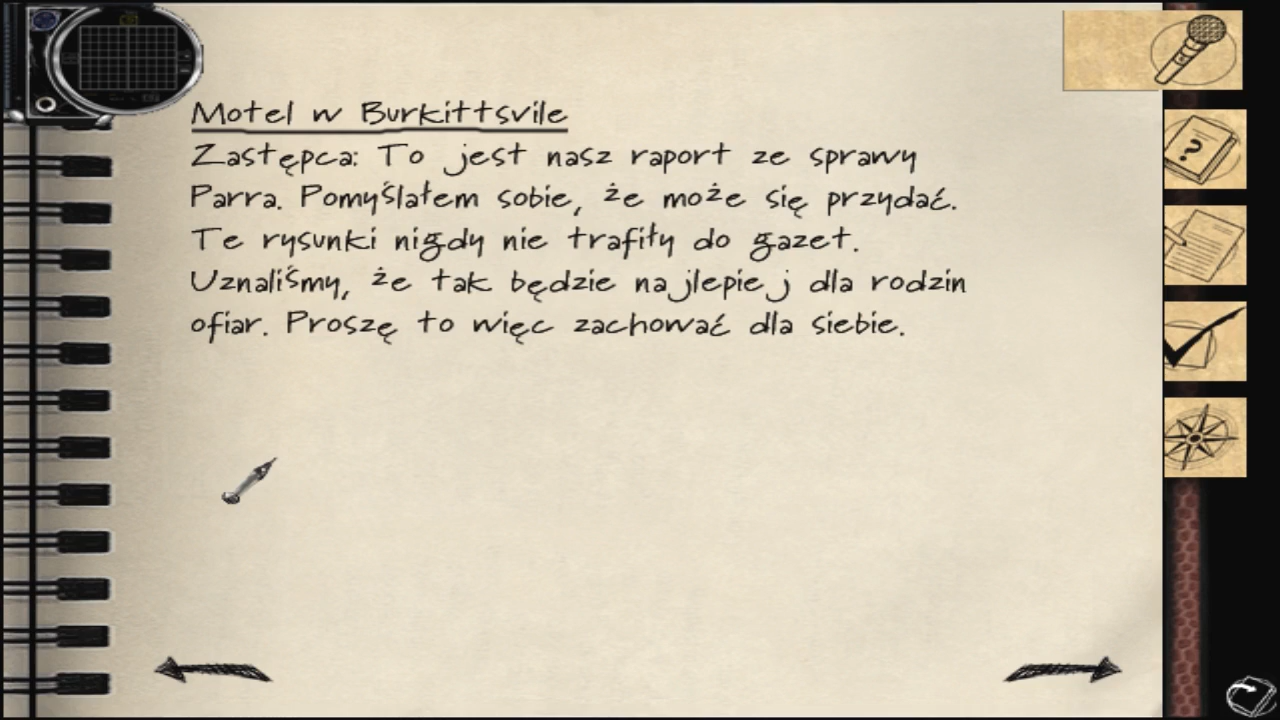 Motel w Burkittsvile
Zastępca: To jest nasz raport ze sprawy
Parra. Pomyślałem sobie, że może się przydać.
Te rysunki nigdy nie trafiły do gazet.
Uznaliśmy, że tak będzie najlepiej dla rodzin
ofiar. Proszę to więc zachować dla siebie.